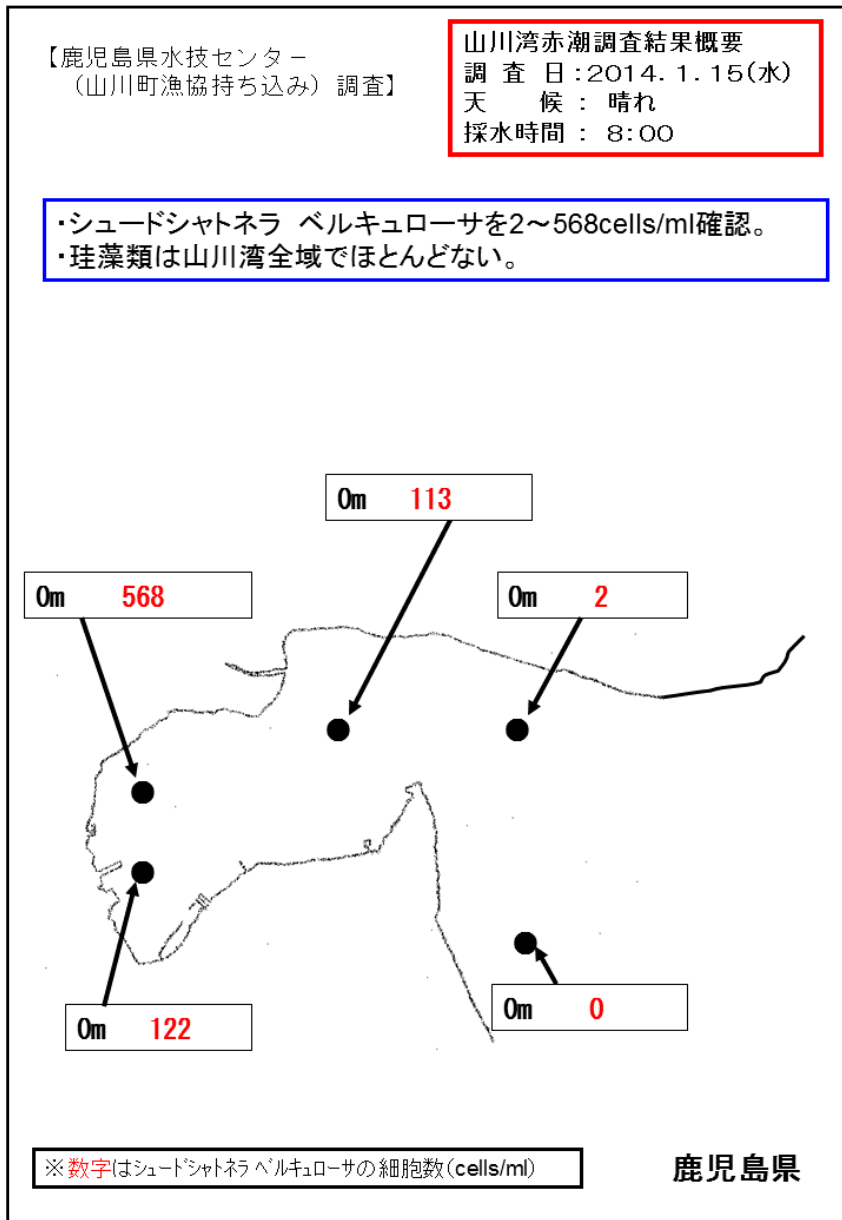 【鹿児島県水技センター
（山川町漁協持ち込み）調査】
山川湾赤潮調査結果概要
調査日：2014.1.15(水)
天候：晴れ
採水時間：8:00
・シュードシャトネラ ベルキュローサを2～568cells/ml確認。
・珪藻類は山川湾全域でほとんどない。
0m 113
0m 568
0m 2
0m 122
0m 0
※数字はシュードシャトネラ ベルキュローサの細胞数(cells/ml)
鹿児島県